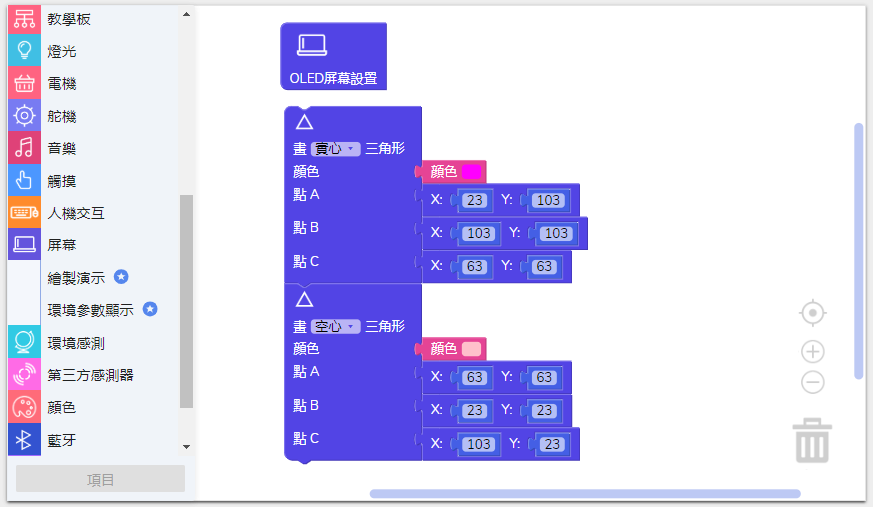 教學板
燈光
電機
舵機
音樂
觸摸
人機交互
屏幕
繪製演示
環境參數顯示
環境感測
第三方感測器
顏色
藍牙
項目
OLED屏幕設置
畫 實心 三角形
顏色 顏色
點 A X: 23 Y: 103
點 B X: 103 Y: 103
點 C X: 63 Y: 63
畫 空心 三角形
顏色 顏色
點 A X: 63 Y: 63
點 B X: 23 Y: 23
點 C X: 103 Y: 23